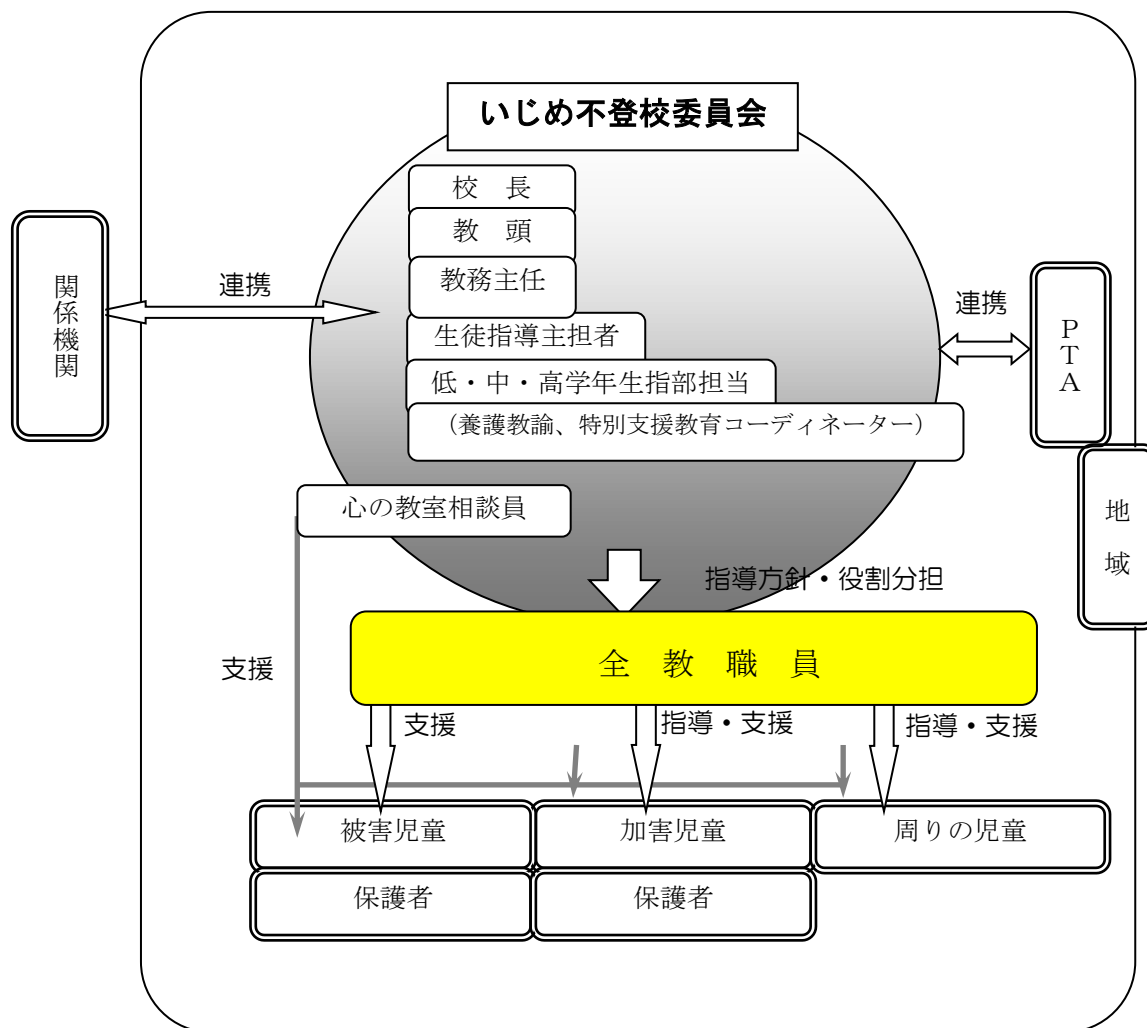 いじめ不登校委員会
校　長
教　頭
教務主任
生徒指導主担者
低・中・高学年生指部担当
（養護教諭、特別支援教育コーディネーター）
心の教室相談員
関係機関
連携
連携
ＰＴＡ
地　域
指導方針・役割分担
全　教　職　員
支援
支援
指導・支援
指導・支援
被害児童
加害児童
周りの児童
保護者
保護者